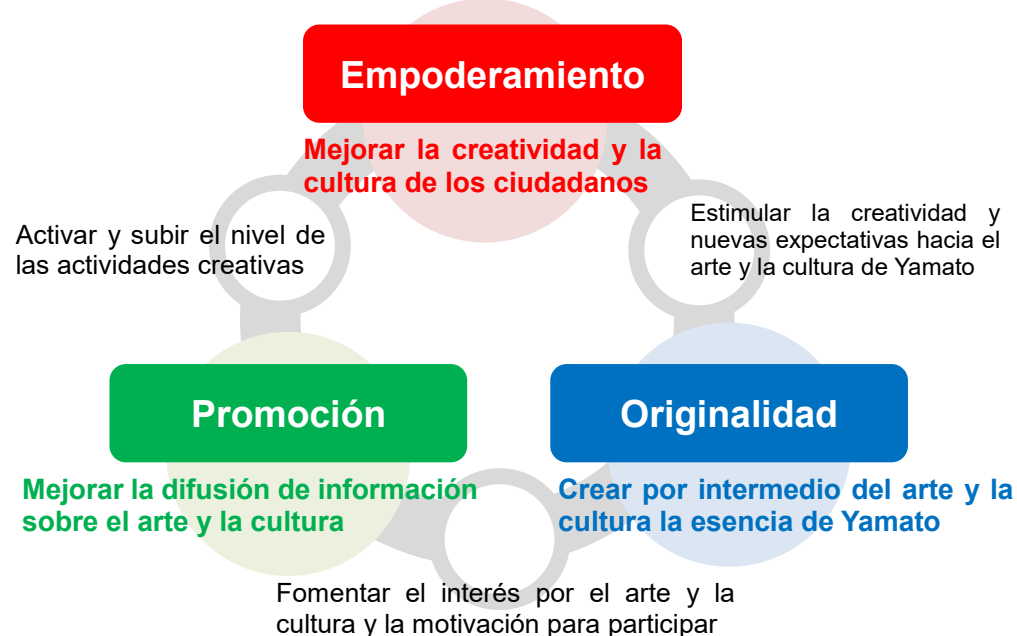 Empoderamiento
Mejorar la creatividad y la
cultura de los ciudadanos
Activar y subir el nivel de
las actividades creativas
Estimular la creatividad y
nuevas expectativas hacia el
arte y la cultura de Yamato
Promoción
Mejorar la difusión de información
sobre el arte y la cultura
Originalidad
Crear por intermedio del arte y la
cultura la esencia de Yamato
Fomentar el interés por el arte y la
cultura y la motivación para participar